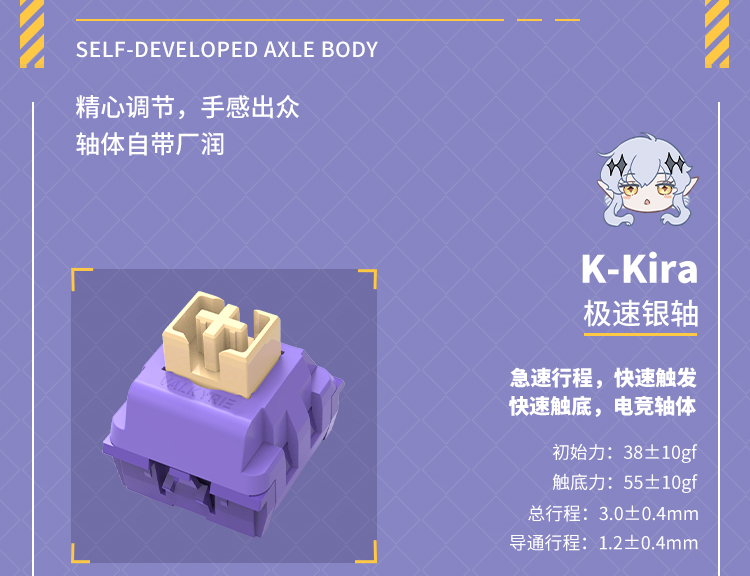 SELF-DEVELOPED AXLE BODY
精心调节，手感出众
轴体自带厂润
K-Kira
极速银轴
VALKYRIE
急速行程，快速触发
快速触底，电竞轴体
初始力：38±10gf
触底力：55±10gf
总行程：3.0±0.4mm
导通行程：1.2±0.4mm